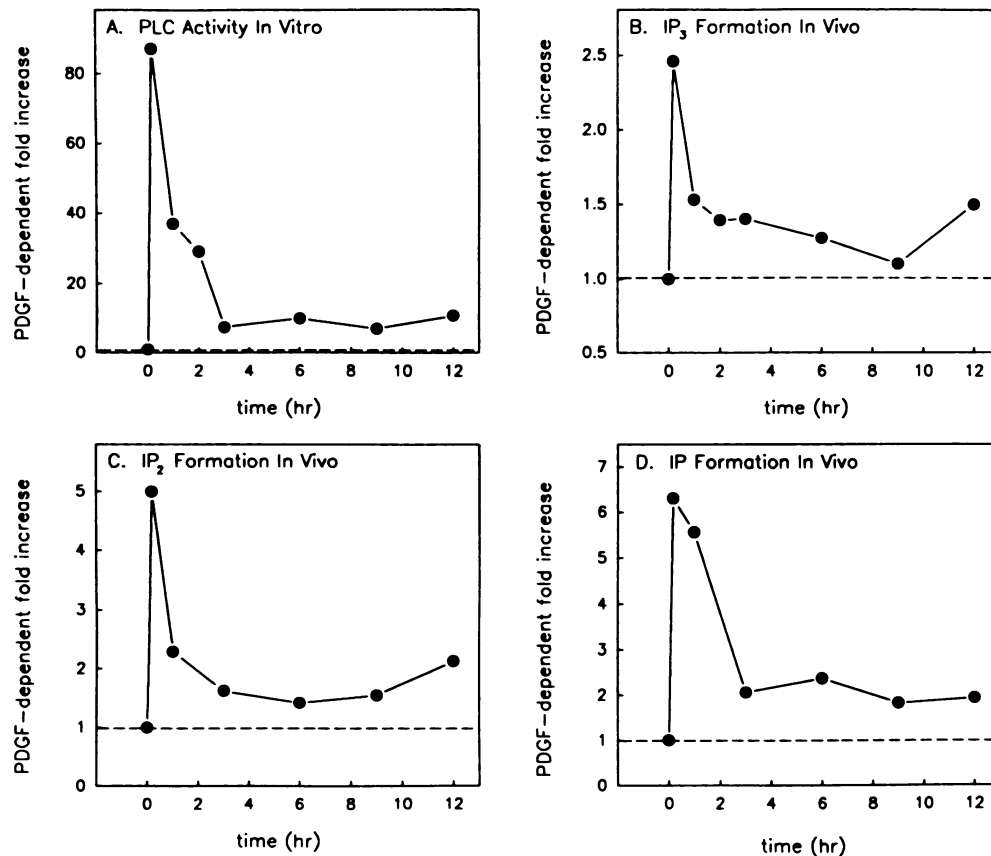 A. PLC Activity In Vitro
PDGF-dependent fold increase
80
60
40
20
0
0 2 4 6 8 10 12
time (hr)
B. IP3 Formation In Vivo
PDGF-dependent fold increase
2.5
2.0
1.5
1.0
0.5
0 2 4 6 8 10 12
time (hr)
C. IP2 Formation In Vivo
PDGF-dependent fold increase
5
4
3
2
1
0
0 2 4 6 8 10 12
time (hr)
D. IP Formation In Vivo
PDGF-dependent fold increase
7
6
5
4
3
2
1
0
0 2 4 6 8 10 12
time (hr)